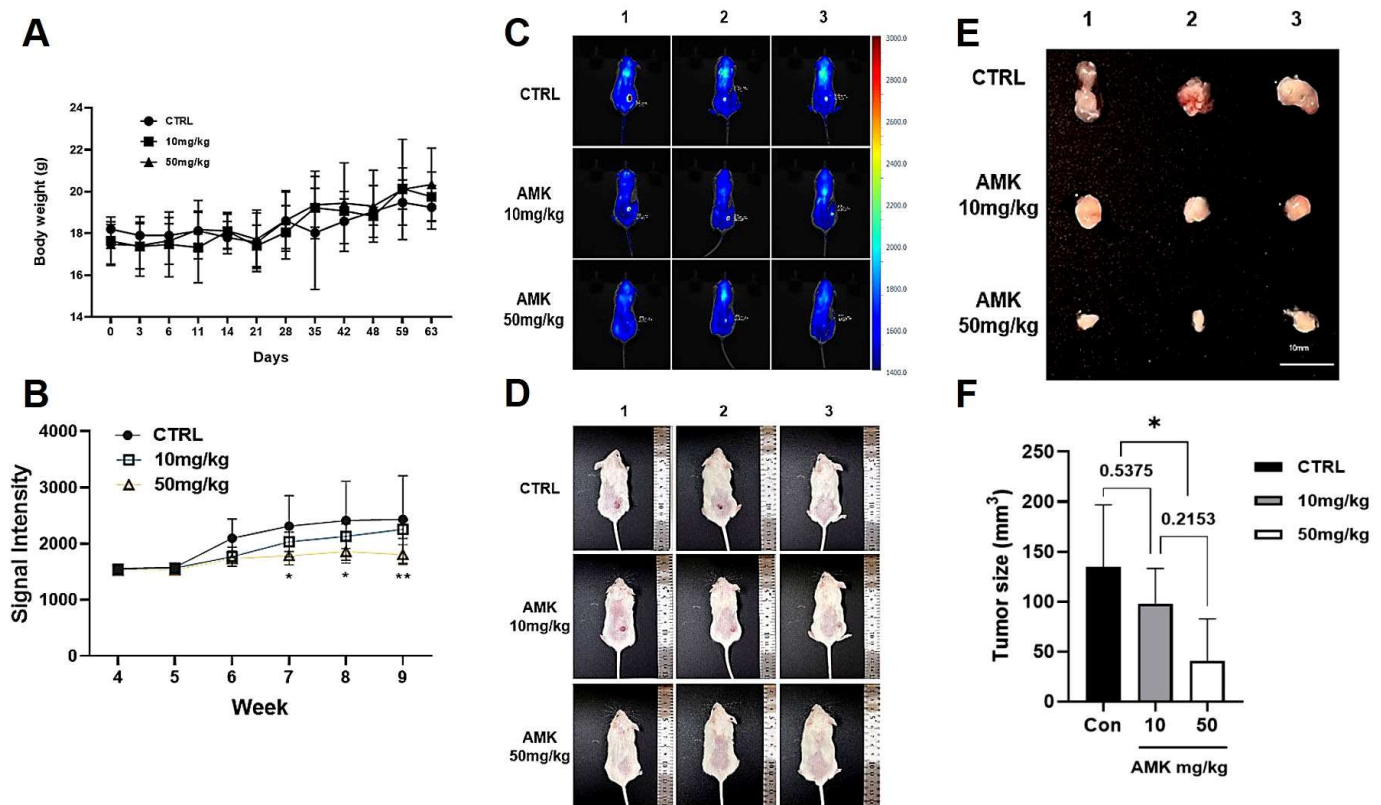 A
Body weight (g)
24
22
20
18
16
14
CTRL
10mg/kg
50mg/kg
0 3 6 11 14 21 28 35 42 48 59 63
Days
B
Signal Intensity
4000
3000
2000
1000
0
CTRL
10mg/kg
50mg/kg
* * **
4 5 6 7 8 9
Week
C
1 2 3
CTRL
AMK
10mg/kg
AMK
50mg/kg
3000.0
2800.0
2600.0
2400.0
2200.0
2000.0
1800.0
1600.0
1400.0
D
1 2 3
CTRL
AMK
10mg/kg
AMK
50mg/kg
E
1 2 3
CTRL
AMK
10mg/kg
AMK
50mg/kg
10mm
F
Tumor size (mm3)
250
200
150
100
50
0
*
0.5375
0.2153
CTRL
10mg/kg
50mg/kg
Con 10 50
AMK mg/kg